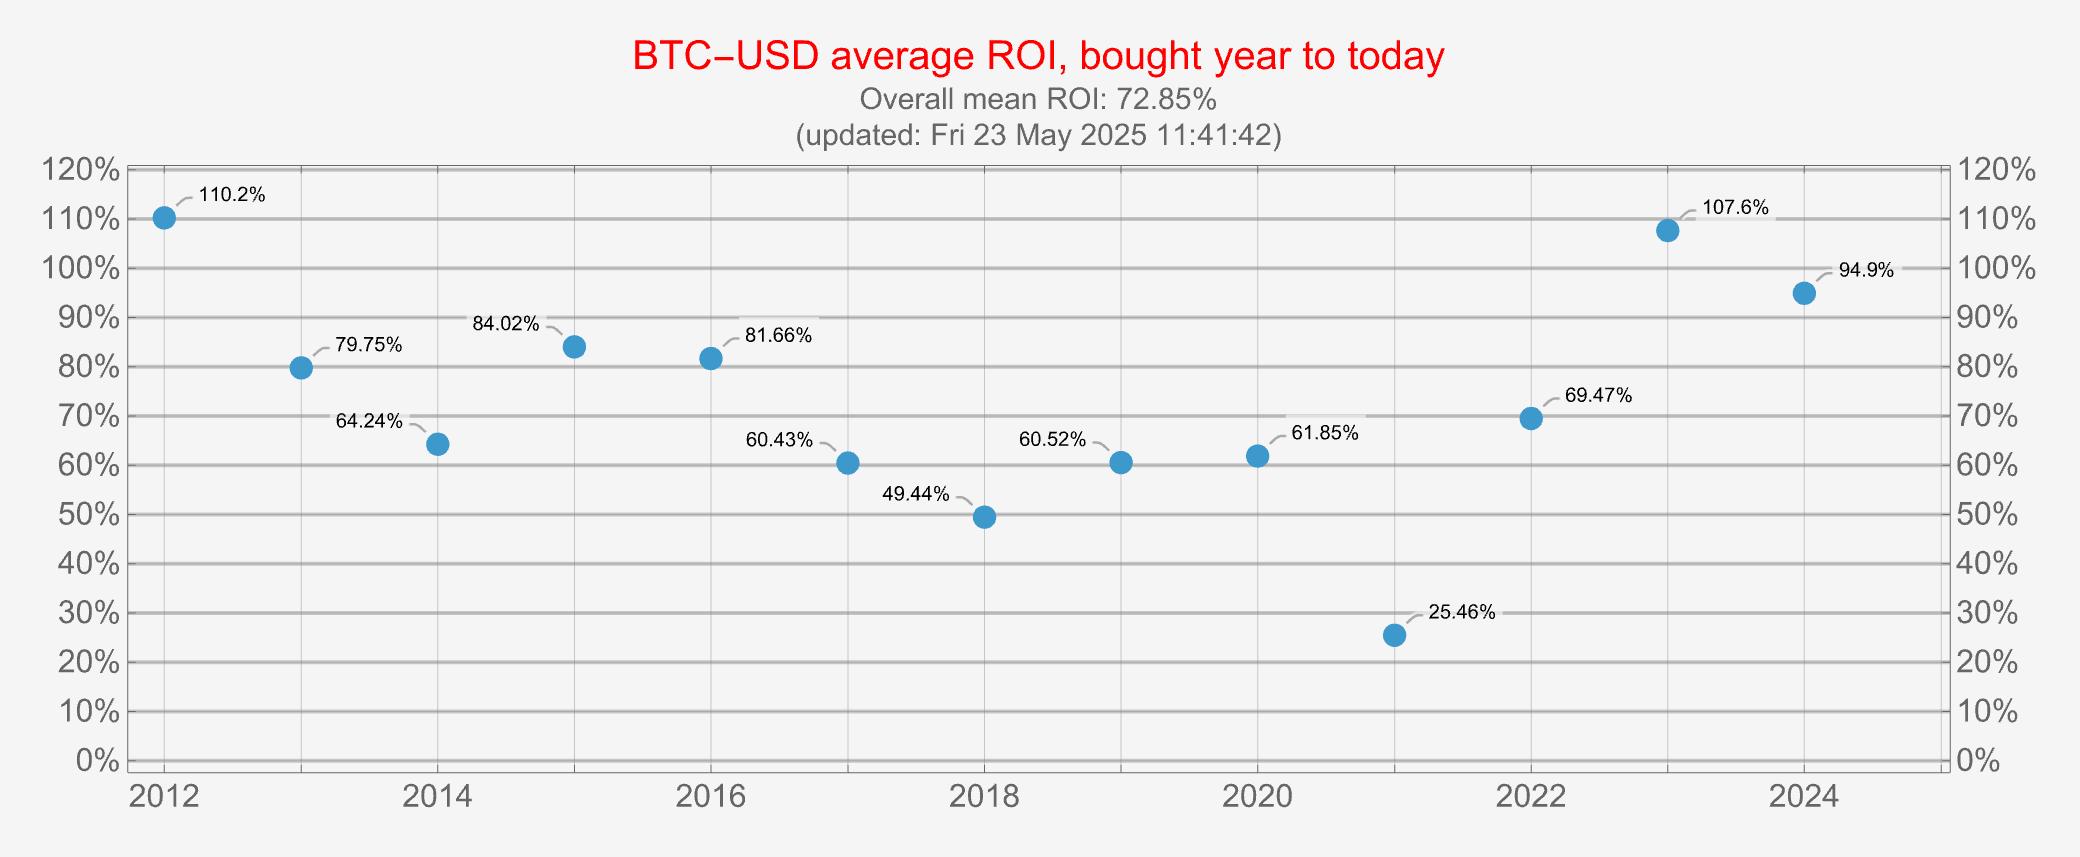 BTC–USD average ROI, bought year to today
Overall mean ROI: 72.85%
(updated: Fri 23 May 2025 11:41:42)
120% 120%
110.2%
107.6%
110% 110%
100% 94.9% 100%
90% 84.02% 90%
79.75% 81.66%
80% 80%
69.47%
70% 64.24% 70%
60.43% 60.52% 61.85%
60% 60%
49.44%
50% 50%
40% 40%
30% 25.46% 30%
20% 20%
10% 10%
0% 0%
2012 2014 2016 2018 2020 2022 2024